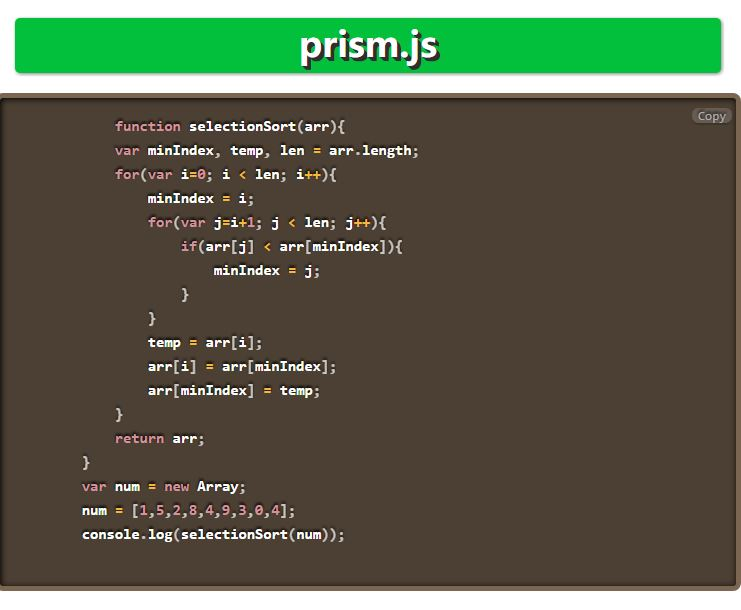 prism.js
Copy
function selectionSort(arr){
var minIndex, temp, len = arr.length;
for(var i=0; i < len; i++){
minIndex = i;
for(var j=i+1; j < len; j++){
if(arr[j] < arr[minIndex]){
minIndex = j;
}
}
temp = arr[i];
arr[i] = arr[minIndex];
arr[minIndex] = temp;
}
return arr;
}
var num = new Array;
num = [1,5,2,8,4,9,3,0,4];
console.log(selectionSort(num));